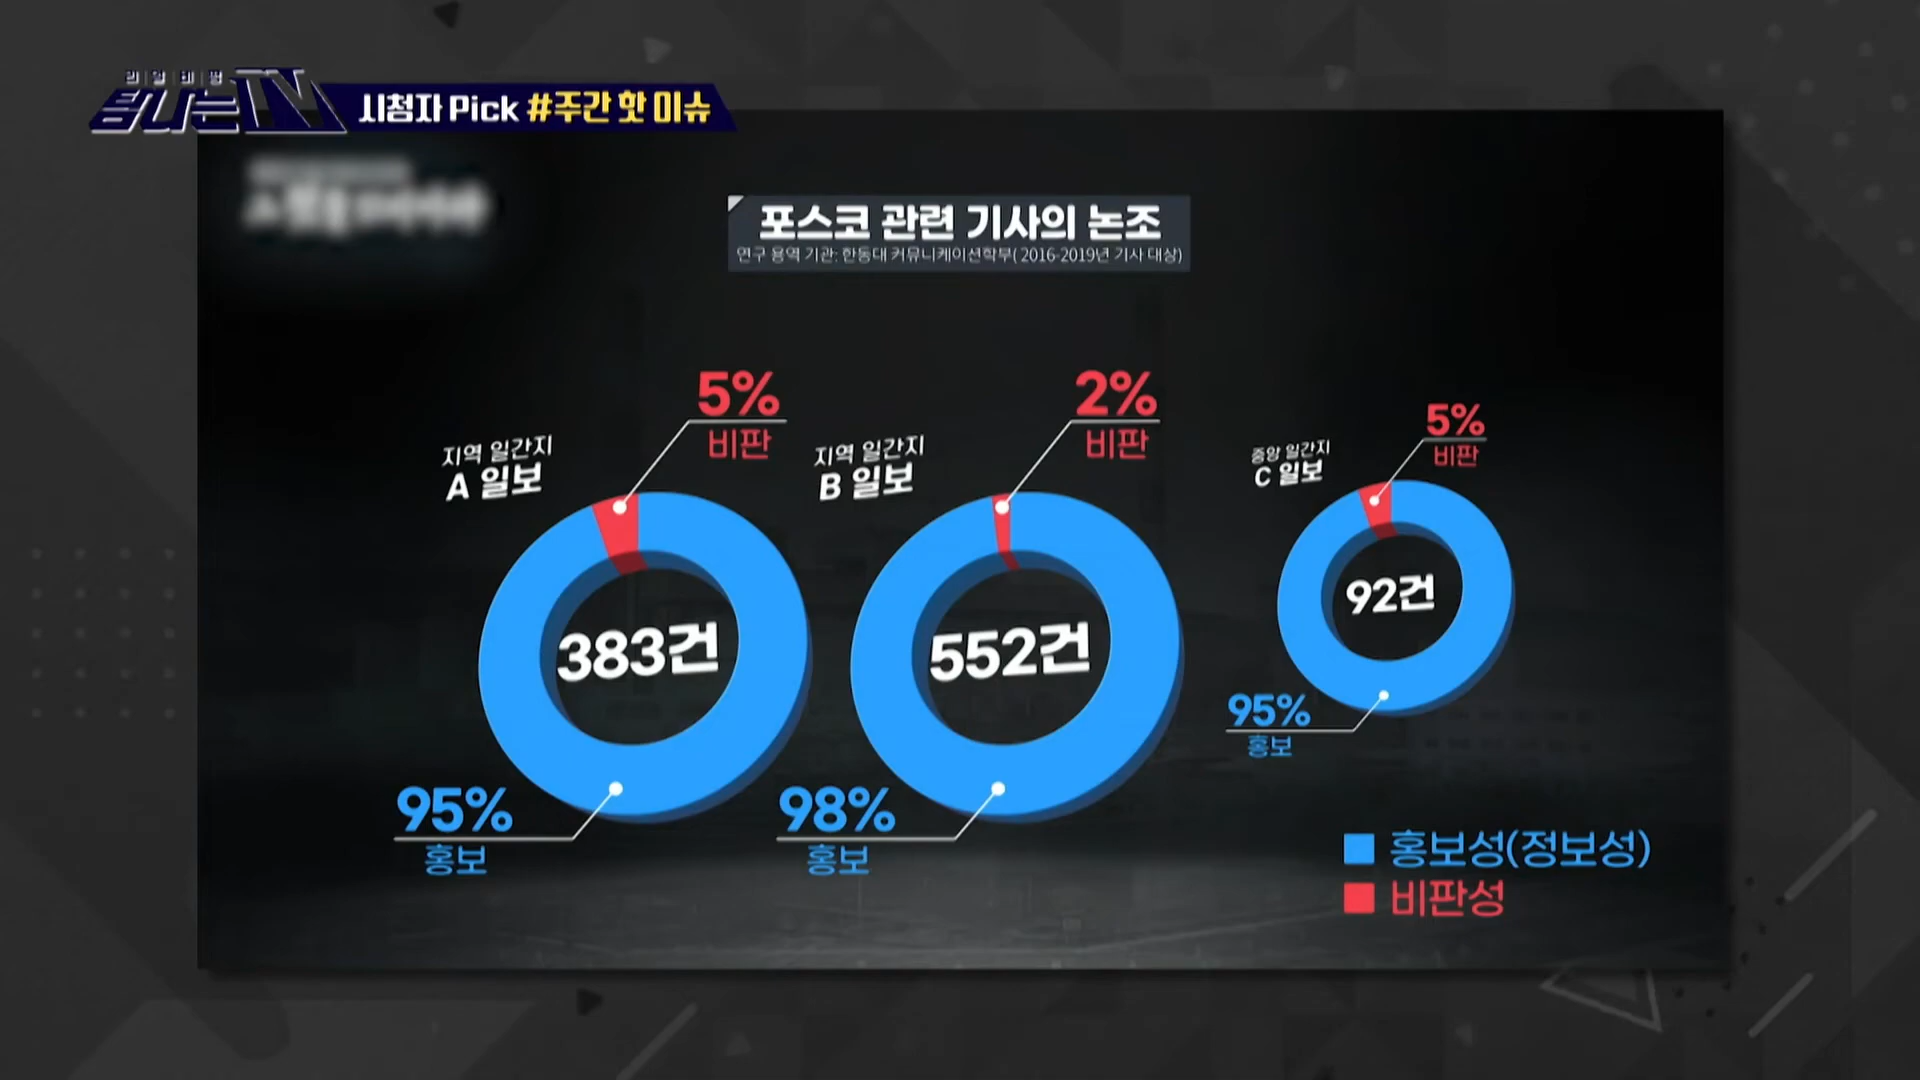 리얼비평
탐나는TV
시청자 Pick #주간 핫 이슈
포스코 관련 기사의 논조
연구 용역 기관: 한동대 커뮤니케이션학부( 2016-2019년 기사 대상)
지역 일간지
A 일보
5%
비판
383건
95%
홍보
지역 일간지
B 일보
2%
비판
552건
98%
홍보
중앙 일간지
C 일보
5%
비판
92건
95%
홍보
홍보성(정보성)
비판성